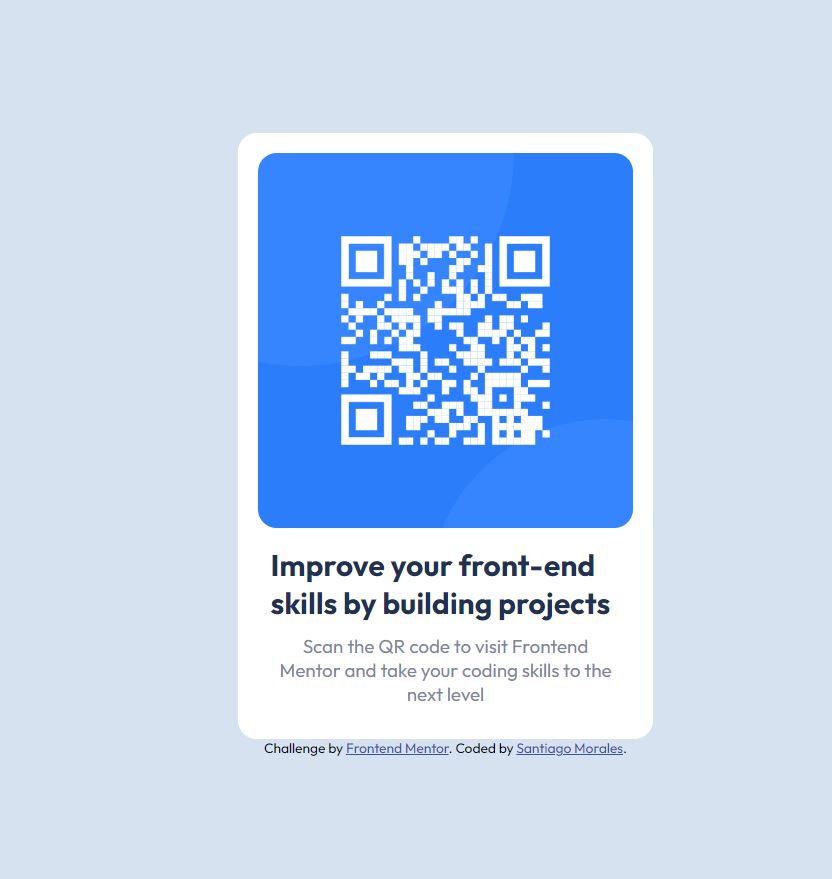 Improve your front-end
skills by building projects
Scan the QR code to visit Frontend
Mentor and take your coding skills to the
next level
Challenge by Frontend Mentor. Coded by Santiago Morales.